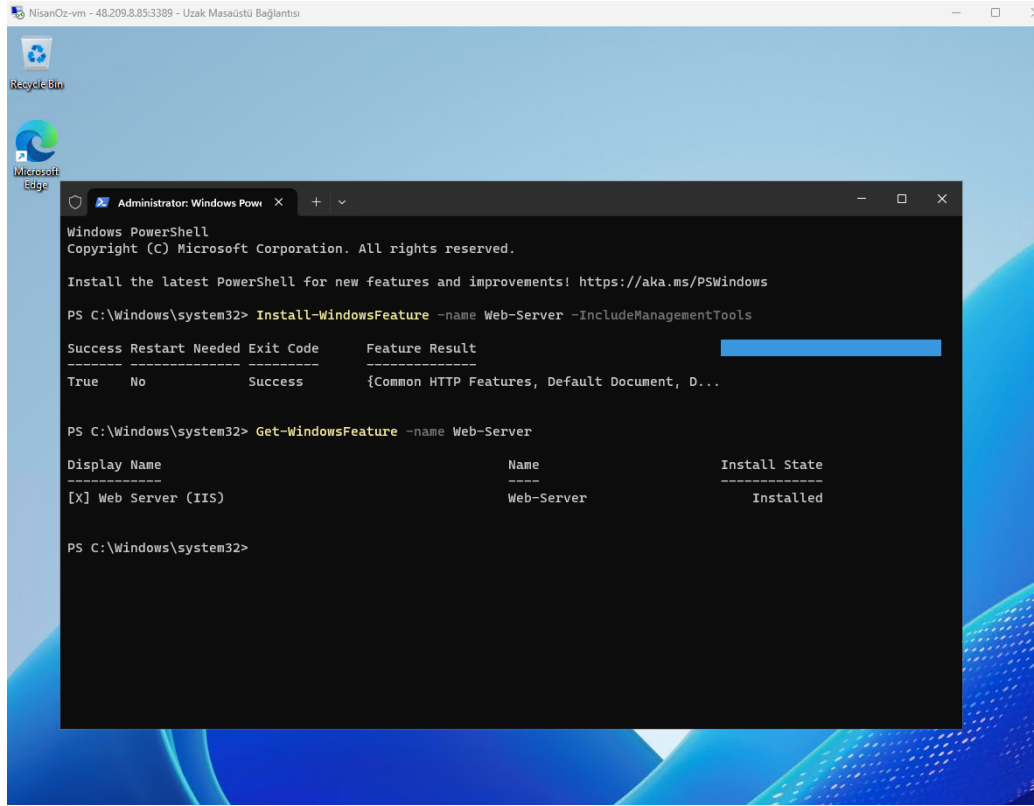 NisanOz-vm - 48.209.8.85:3389 - Uzak Masaüstü Bağlantısı
Recycle Bin
Microsoft
Edge
Administrator: Windows Powe
Windows PowerShell
Copyright (C) Microsoft Corporation. All rights reserved.
Install the latest PowerShell for new features and improvements! https://aka.ms/PSWindows
PS C:\Windows\system32> Install-WindowsFeature -name Web-Server -IncludeManagementTools
Success Restart Needed Exit Code      Feature Result
------- -------------- ---------      --------------
True    No             Success        {Common HTTP Features, Default Document, D...
PS C:\Windows\system32> Get-WindowsFeature -name Web-Server
Display Name                                            Name                       Install State
------------                                            ----                       -------------
[X] Web Server (IIS)                                    Web-Server                     Installed
PS C:\Windows\system32>